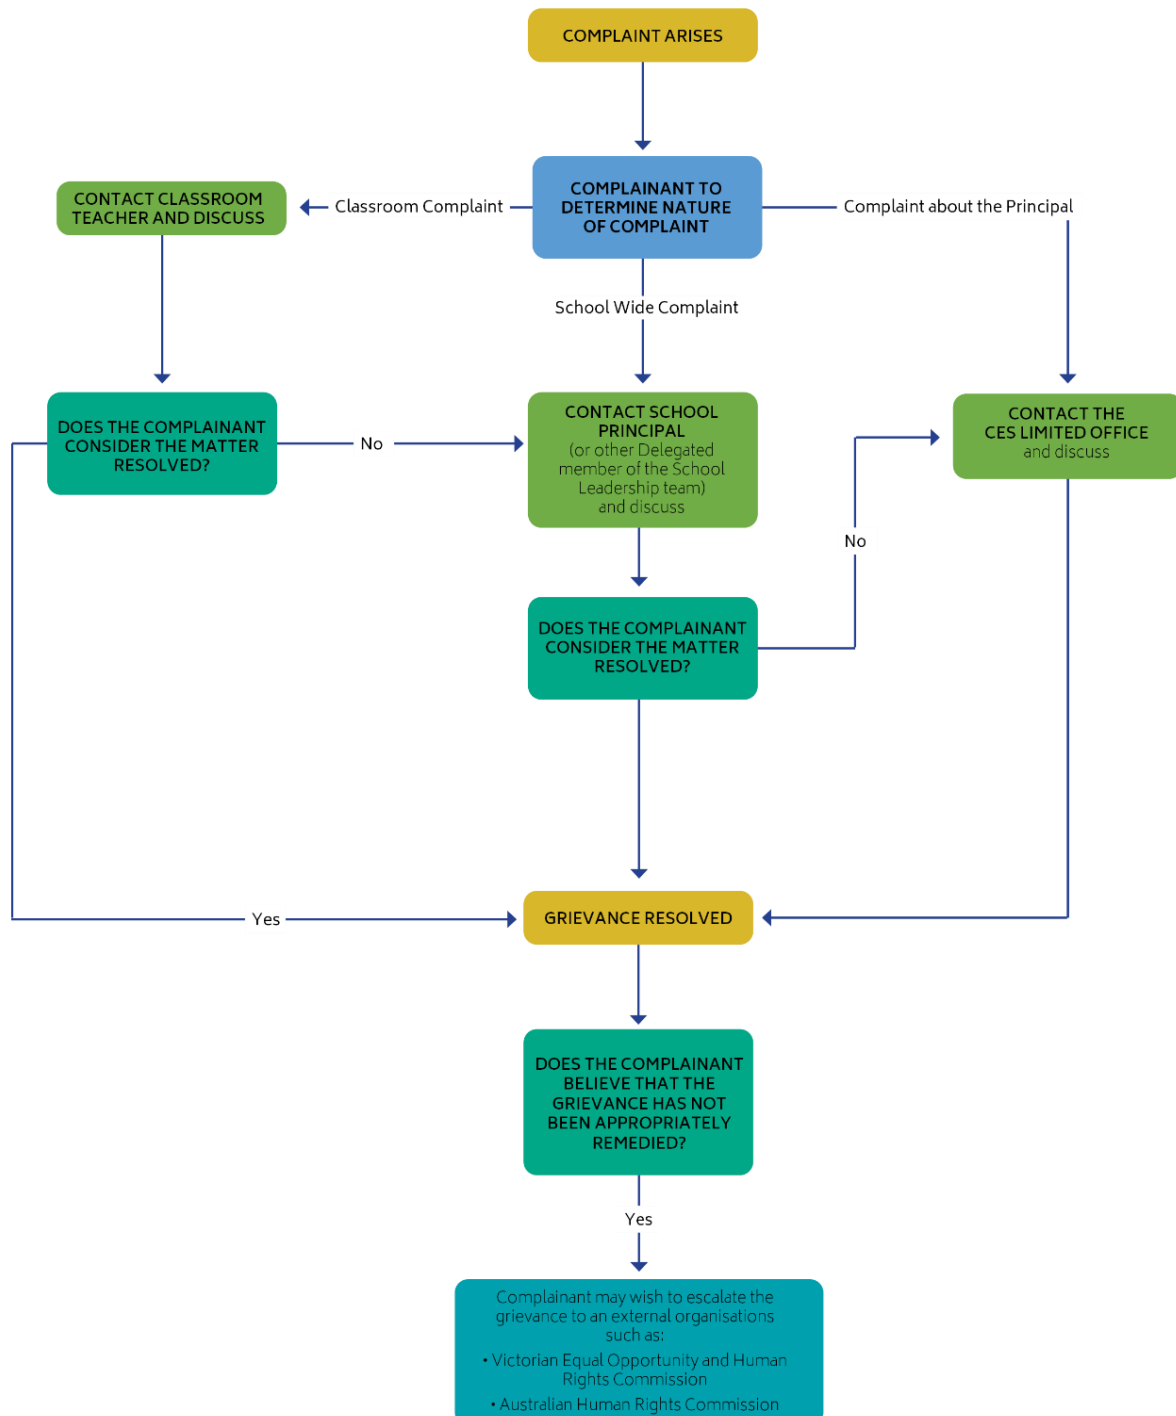 COMPLAINT ARISES
COMPLAINANT TO
DETERMINE NATURE
OF COMPLAINT
CONTACT CLASSROOM
TEACHER AND DISCUSS
Classroom Complaint
Complaint about the Principal
School Wide Complaint
DOES THE COMPLAINANT
CONSIDER THE MATTER
RESOLVED?
No
CONTACT SCHOOL
PRINCIPAL
(or other Delegated
member of the School
Leadership team)
and discuss
CONTACT THE
CES LIMITED OFFICE
and discuss
No
DOES THE COMPLAINANT
CONSIDER THE MATTER
RESOLVED?
Yes
GRIEVANCE RESOLVED
DOES THE COMPLAINANT
BELIEVE THAT THE
GRIEVANCE HAS NOT
BEEN APPROPRIATELY
REMEDIED?
Yes
Complainant may wish to escalate the
grievance to an external organisations
such as:
• Victorian Equal Opportunity and Human
Rights Commission
• Australian Human Rights Commission